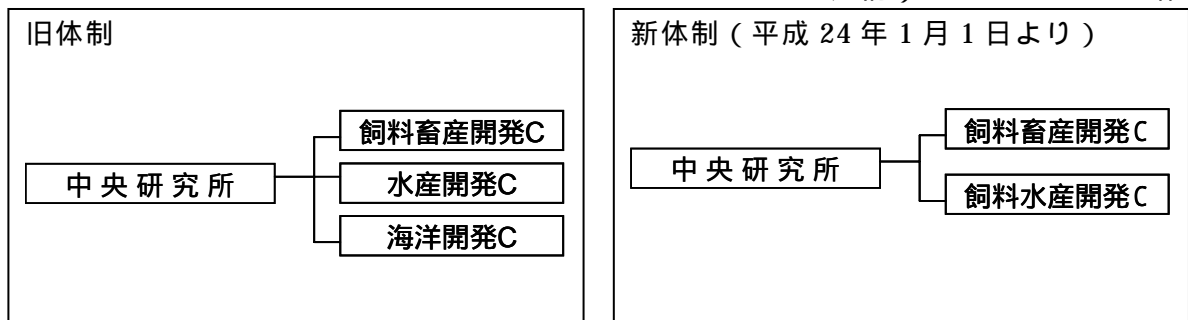 旧体制
中央研究所
飼料畜産開発C
水産開発C
海洋開発C
新体制(平成 24 年 1 月 1 日より)
中央研究所
飼料畜産開発C
飼料水産開発C